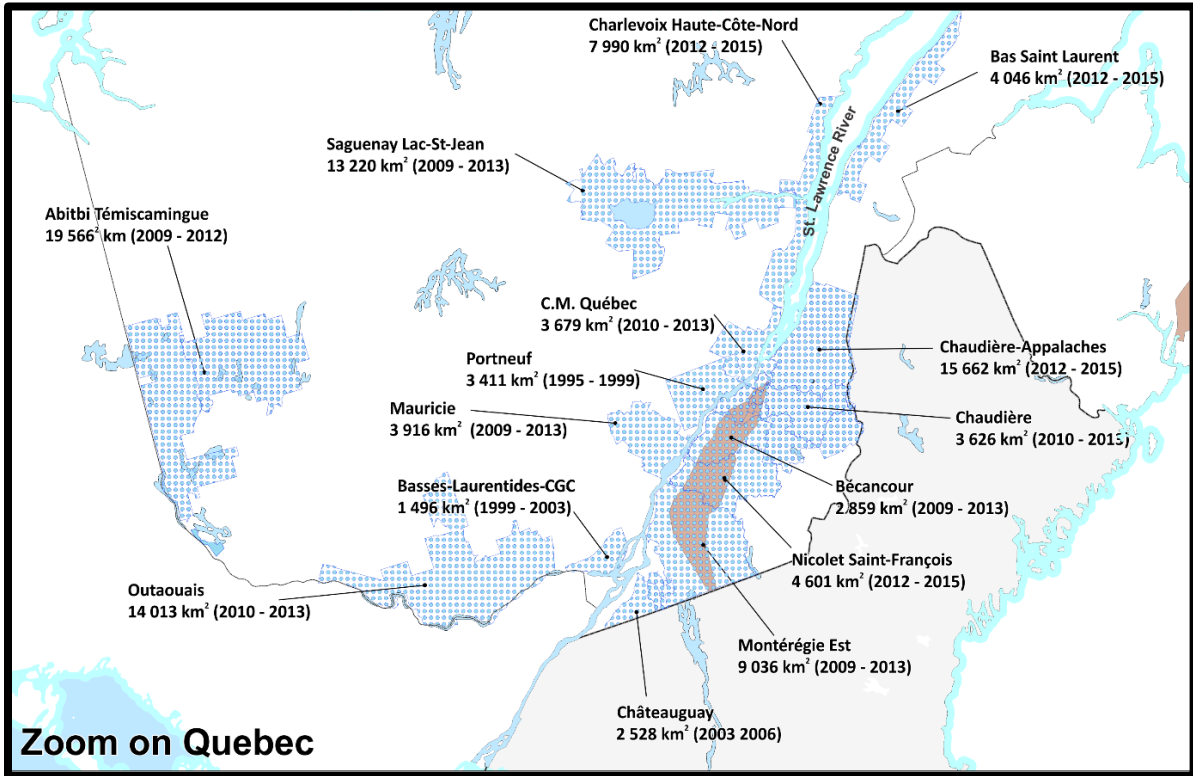 Charlevoix Haute-Côte-Nord
7 990 km² (2012 - 2015)
Bas Saint Laurent
4 046 km² (2012 - 2015)
St. Lawrence River
Saguenay Lac-St-Jean
13 220 km² (2009 - 2013)
Abitbi Témiscamingue
19 566² km (2009 - 2012)
C.M. Québec
3 679 km² (2010 - 2013)
Chaudière-Appalaches
15 662 km² (2012 - 2015)
Portneuf
3 411 km² (1995 - 1999)
Mauricie
3 916 km² (2009 - 2013)
Chaudière
3 626 km² (2010 - 2015)
Basses-Laurentides-CGC
1 496 km² (1999 - 2003)
Bécancour
2 859 km² (2009 - 2013)
Nicolet Saint-François
4 601 km² (2012 - 2015)
Outaouais
14 013 km² (2010 - 2013)
Montérégie Est
9 036 km² (2009 - 2013)
Châteauguay
2 528 km² (2003 2006)
Zoom on Quebec